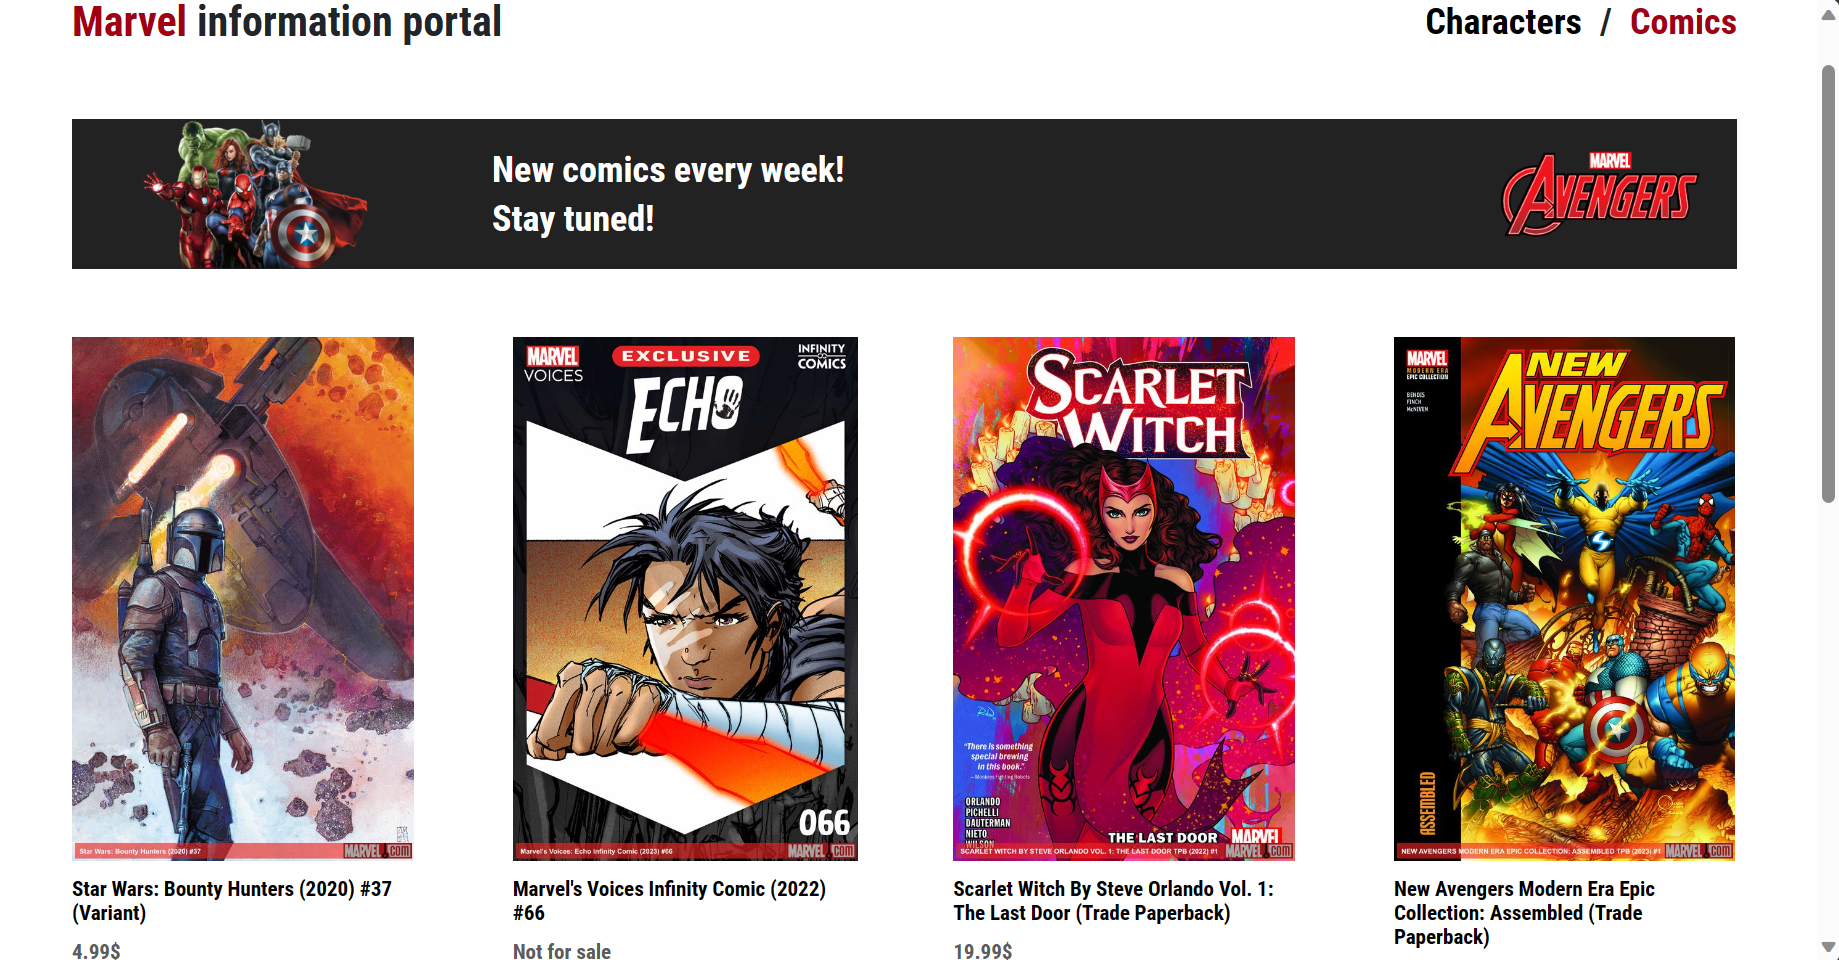 Marvel information portal
Characters / Comics
New comics every week!
Stay tuned!
MARVEL
AVENGERS
Star Wars: Bounty Hunters (2020) #37
MARVEL.com
MARVEL
VOICES
EXCLUSIVE
INFINITY
COMICS
ECHO
066
Marvel's Voices: Echo Infinity Comic (2023) #66
MARVEL.com
SCARLET
WITCH
"There is something
special brewing
in this book."
— Monkeys Fighting Robots
ORLANDO
PICHELLI
DAUTERMAN
NIETO
WILSON
THE LAST DOOR
MARVEL
SCARLET WITCH BY STEVE ORLANDO VOL. 1: THE LAST DOOR TPB (2022) #1
MARVEL.com
MARVEL
MODERN ERA
EPIC COLLECTION
BENDIS
FINCH
McNIVEN
NEW
AVENGERS
ASSEMBLED
NEW AVENGERS MODERN ERA EPIC COLLECTION: ASSEMBLED TPB (2023) #1
MARVEL.com
Star Wars: Bounty Hunters (2020) #37
(Variant)
4.99$
Marvel's Voices Infinity Comic (2022)
#66
Not for sale
Scarlet Witch By Steve Orlando Vol. 1:
The Last Door (Trade Paperback)
19.99$
New Avengers Modern Era Epic
Collection: Assembled (Trade
Paperback)